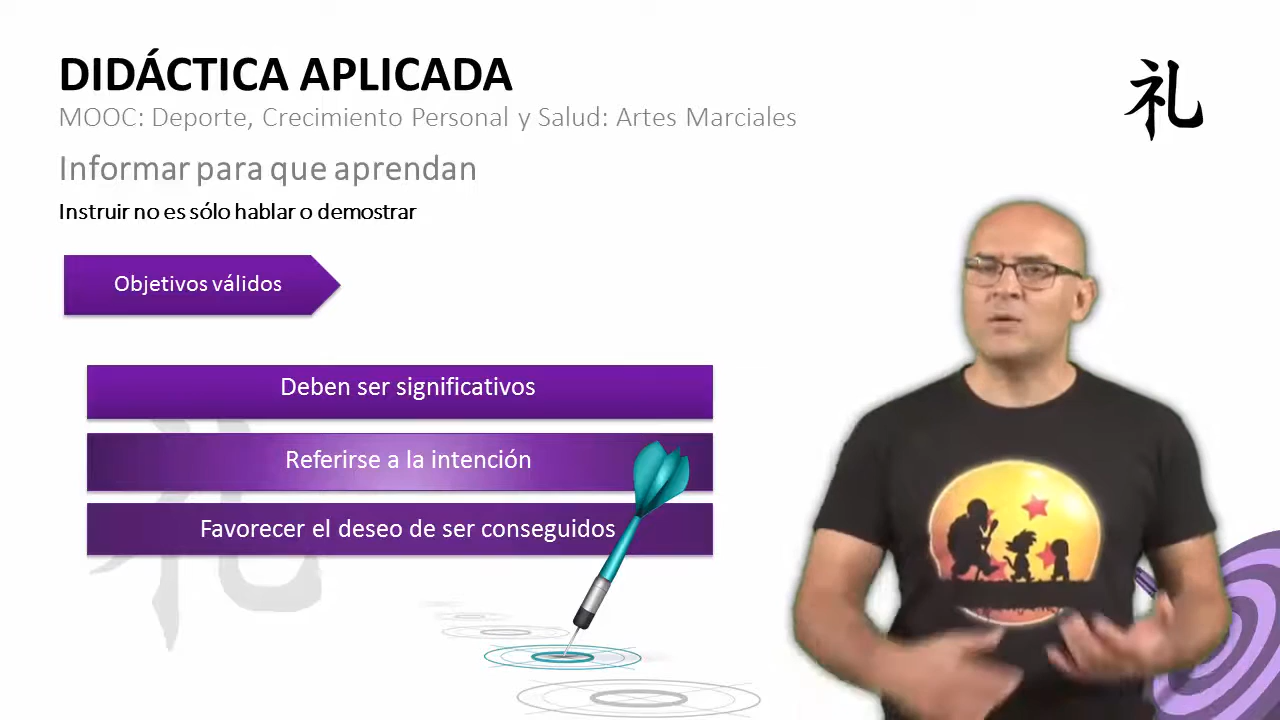 DIDÁCTICA APLICADA
礼
MOOC: Deporte, Crecimiento Personal y Salud: Artes Marciales
Informar para que aprendan
Instruir no es sólo hablar o demostrar
Objetivos válidos
Deben ser significativos
Referirse a la intención
Favorecer el deseo de ser conseguidos
礼